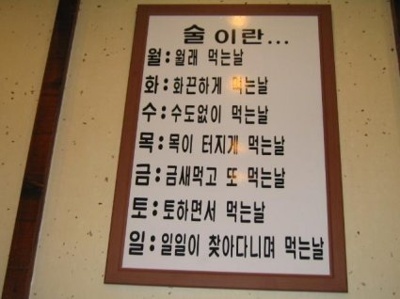 술이란...
월:월래 먹는날
화:화끈하게 먹는날
수:수도없이 먹는날
목:목이 터지게 먹는날
금:금새먹고 또 먹는날
토:토하면서 먹는날
일:일일이 찾아다니며 먹는날